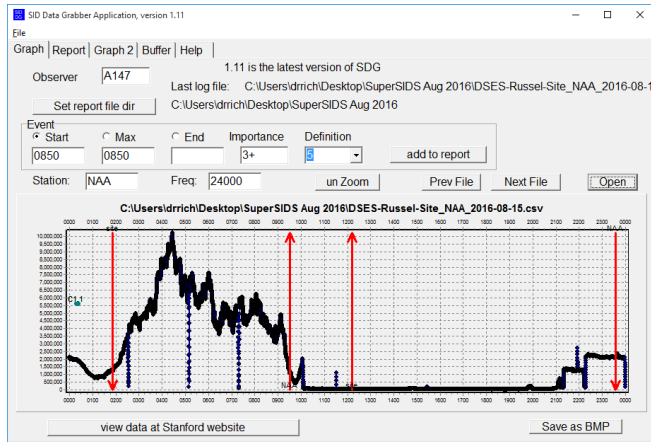 SID Data Grabber Application, version 1.11
File
Graph Report Graph 2 Buffer Help
1.11 is the latest version of SDG
Observer A147
Last log file: C:\Users\drrich\Desktop\SuperSIDS Aug 2016\DSES-Russel-Site_NAA_2016-08-1
Set report file dir C:\Users\drrich\Desktop\SuperSIDS Aug 2016
Event
Start Max End Importance Definition
0850 0850 3+ 5 add to report
Station: NAA Freq: 24000 un Zoom Prev File Next File Open
C:\Users\drrich\Desktop\SuperSIDS Aug 2016\DSES-Russel-Site_NAA_2016-08-15.csv
0000 0100 0200 0300 0400 0500 0600 0700 0800 0900 1000 1100 1200 1300 1400 1500 1600 1700 1800 1900 2000 2100 2200 2300 0000
site NAA
10,000,000
9,500,000
9,000,000
8,500,000
8,000,000
7,500,000
7,000,000
6,500,000
6,000,000
5,500,000
C1.1
5,000,000
4,500,000
4,000,000
3,500,000
3,000,000
2,500,000
2,000,000
1,500,000
1,000,000
500,000
0
0000 0100 0200 0300 0400 0500 0600 0700 0800 0900 1000 1100 1200 1300 1400 1500 1600 1700 1800 1900 2000 2100 2200 2300 0000
view data at Stanford website Save as BMP